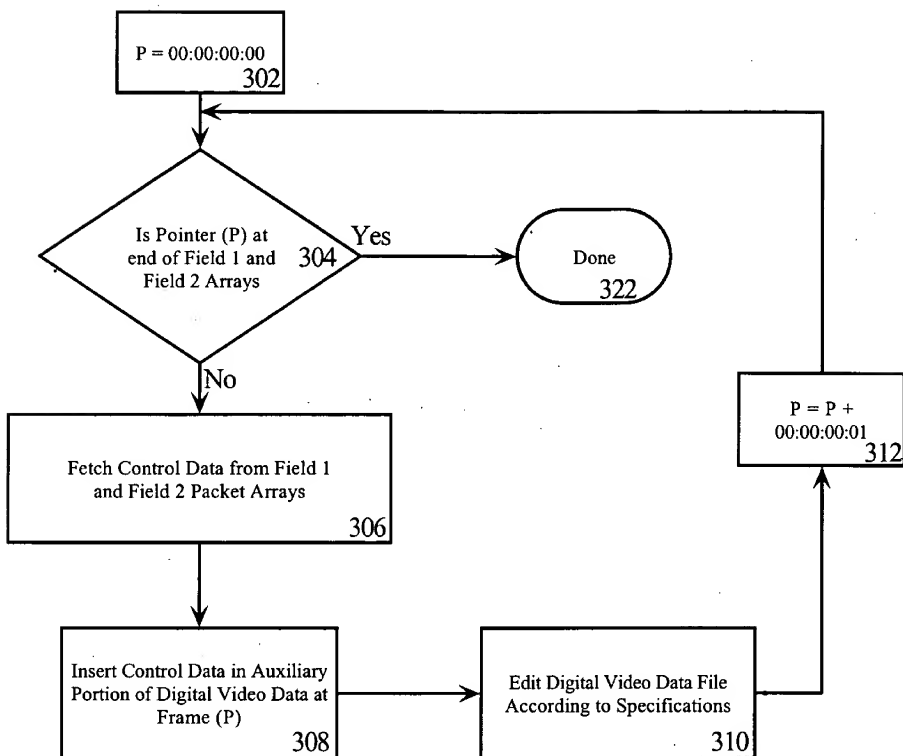 P = 00:00:00:00
302
Is Pointer (P) at
end of Field 1 and
Field 2 Arrays
304
Yes
Done
322
No
Fetch Control Data from Field 1
and Field 2 Packet Arrays
306
Insert Control Data in Auxiliary
Portion of Digital Video Data at
Frame (P)
308
Edit Digital Video Data File
According to Specifications
310
P = P +
00:00:00:01
312